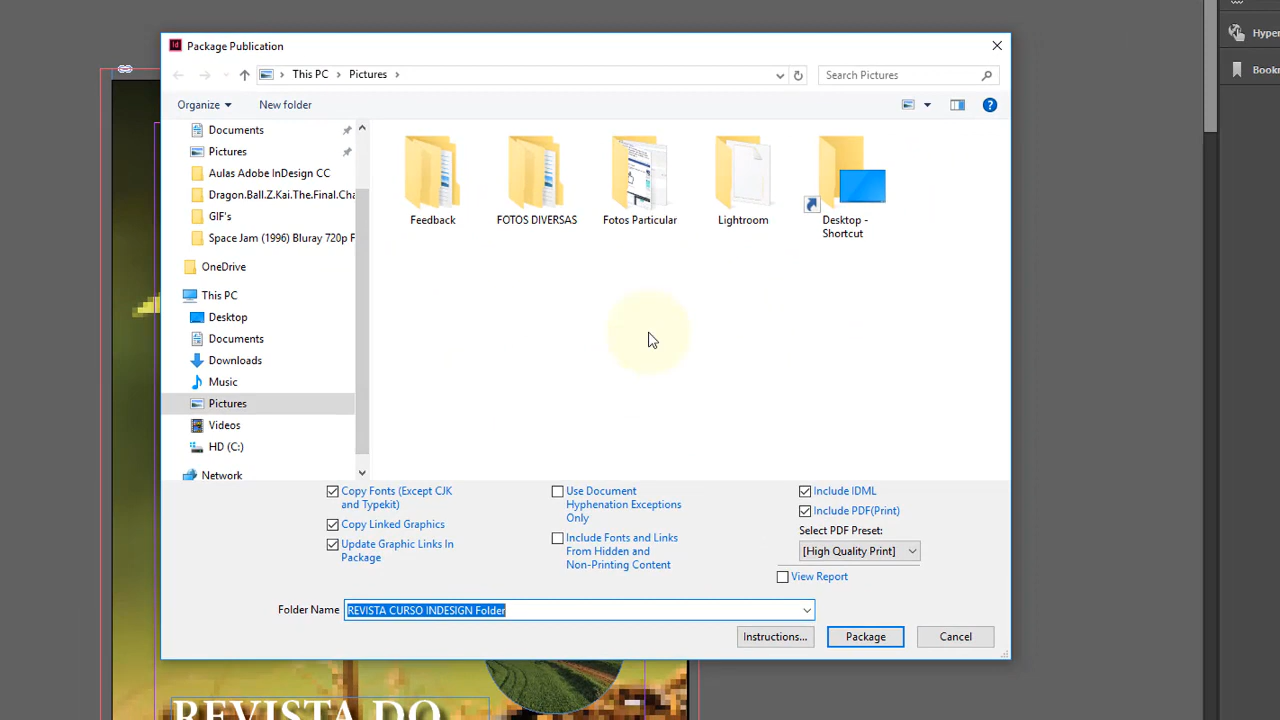 Package Publication
This PC
Pictures
Search Pictures
Organize
New folder
Documents
Pictures
Aulas Adobe InDesign CC
Dragon.Ball.Z.Kai.The.Final.Cha
GIF's
Space Jam (1996) Bluray 720p F
OneDrive
This PC
Desktop
Documents
Downloads
Music
Pictures
Videos
HD (C:)
Network
Feedback
FOTOS DIVERSAS
Fotos Particular
Lightroom
Desktop -
Shortcut
Copy Fonts (Except CJK
and Typekit)
Copy Linked Graphics
Update Graphic Links In
Package
Use Document
Hyphenation Exceptions
Only
Include Fonts and Links
From Hidden and
Non-Printing Content
Include IDML
Include PDF(Print)
Select PDF Preset:
[High Quality Print]
View Report
Folder Name
REVISTA CURSO INDESIGN Folder
Instructions...
Package
Cancel
Hyper
Bookr
REVISTA DO